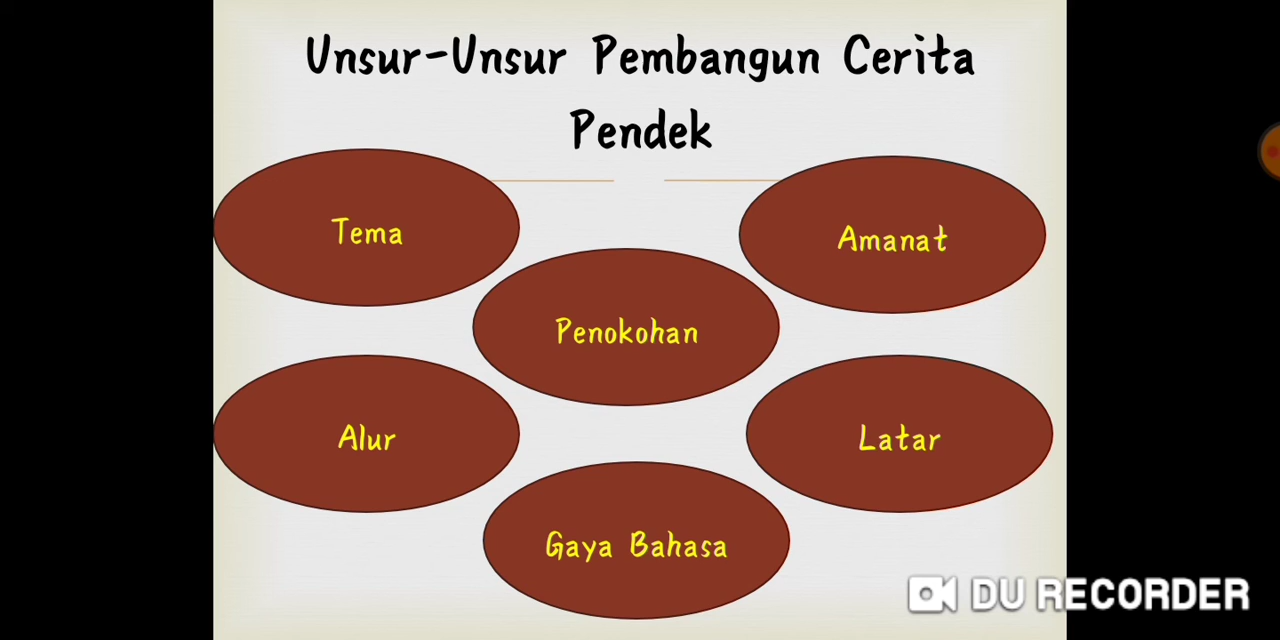 Unsur-Unsur Pembangun Cerita
Pendek
Tema
Amanat
Penokohan
Alur
Latar
Gaya Bahasa
DU RECORDER